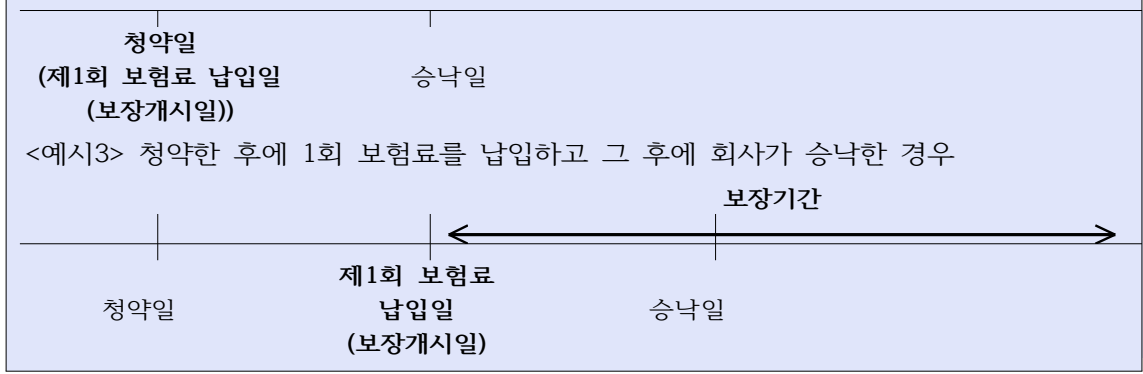 청약일
(제1회 보험료 납입일
(보장개시일))
승낙일
<예시3> 청약한 후에 1회 보험료를 납입하고 그 후에 회사가 승낙한 경우
보장기간
청약일
제1회 보험료
납입일
(보장개시일)
승낙일